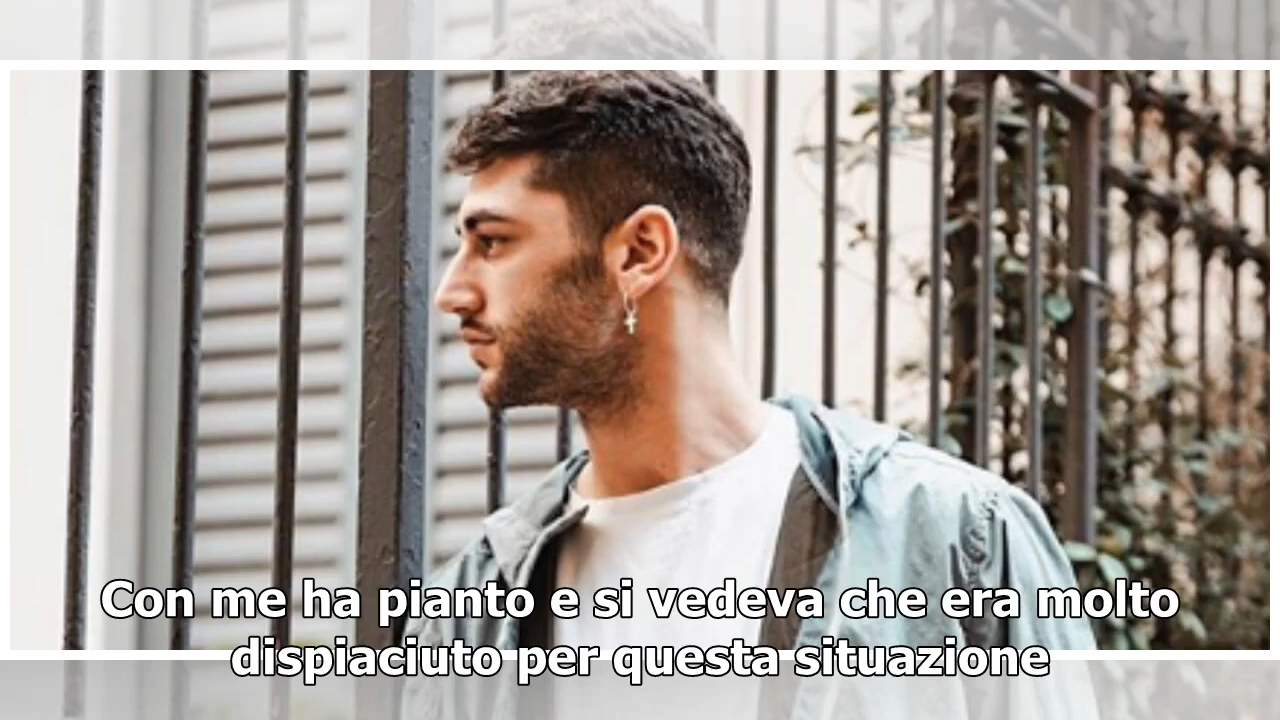 Con me ha pianto e si vedeva che era molto
dispiaciuto per questa situazione